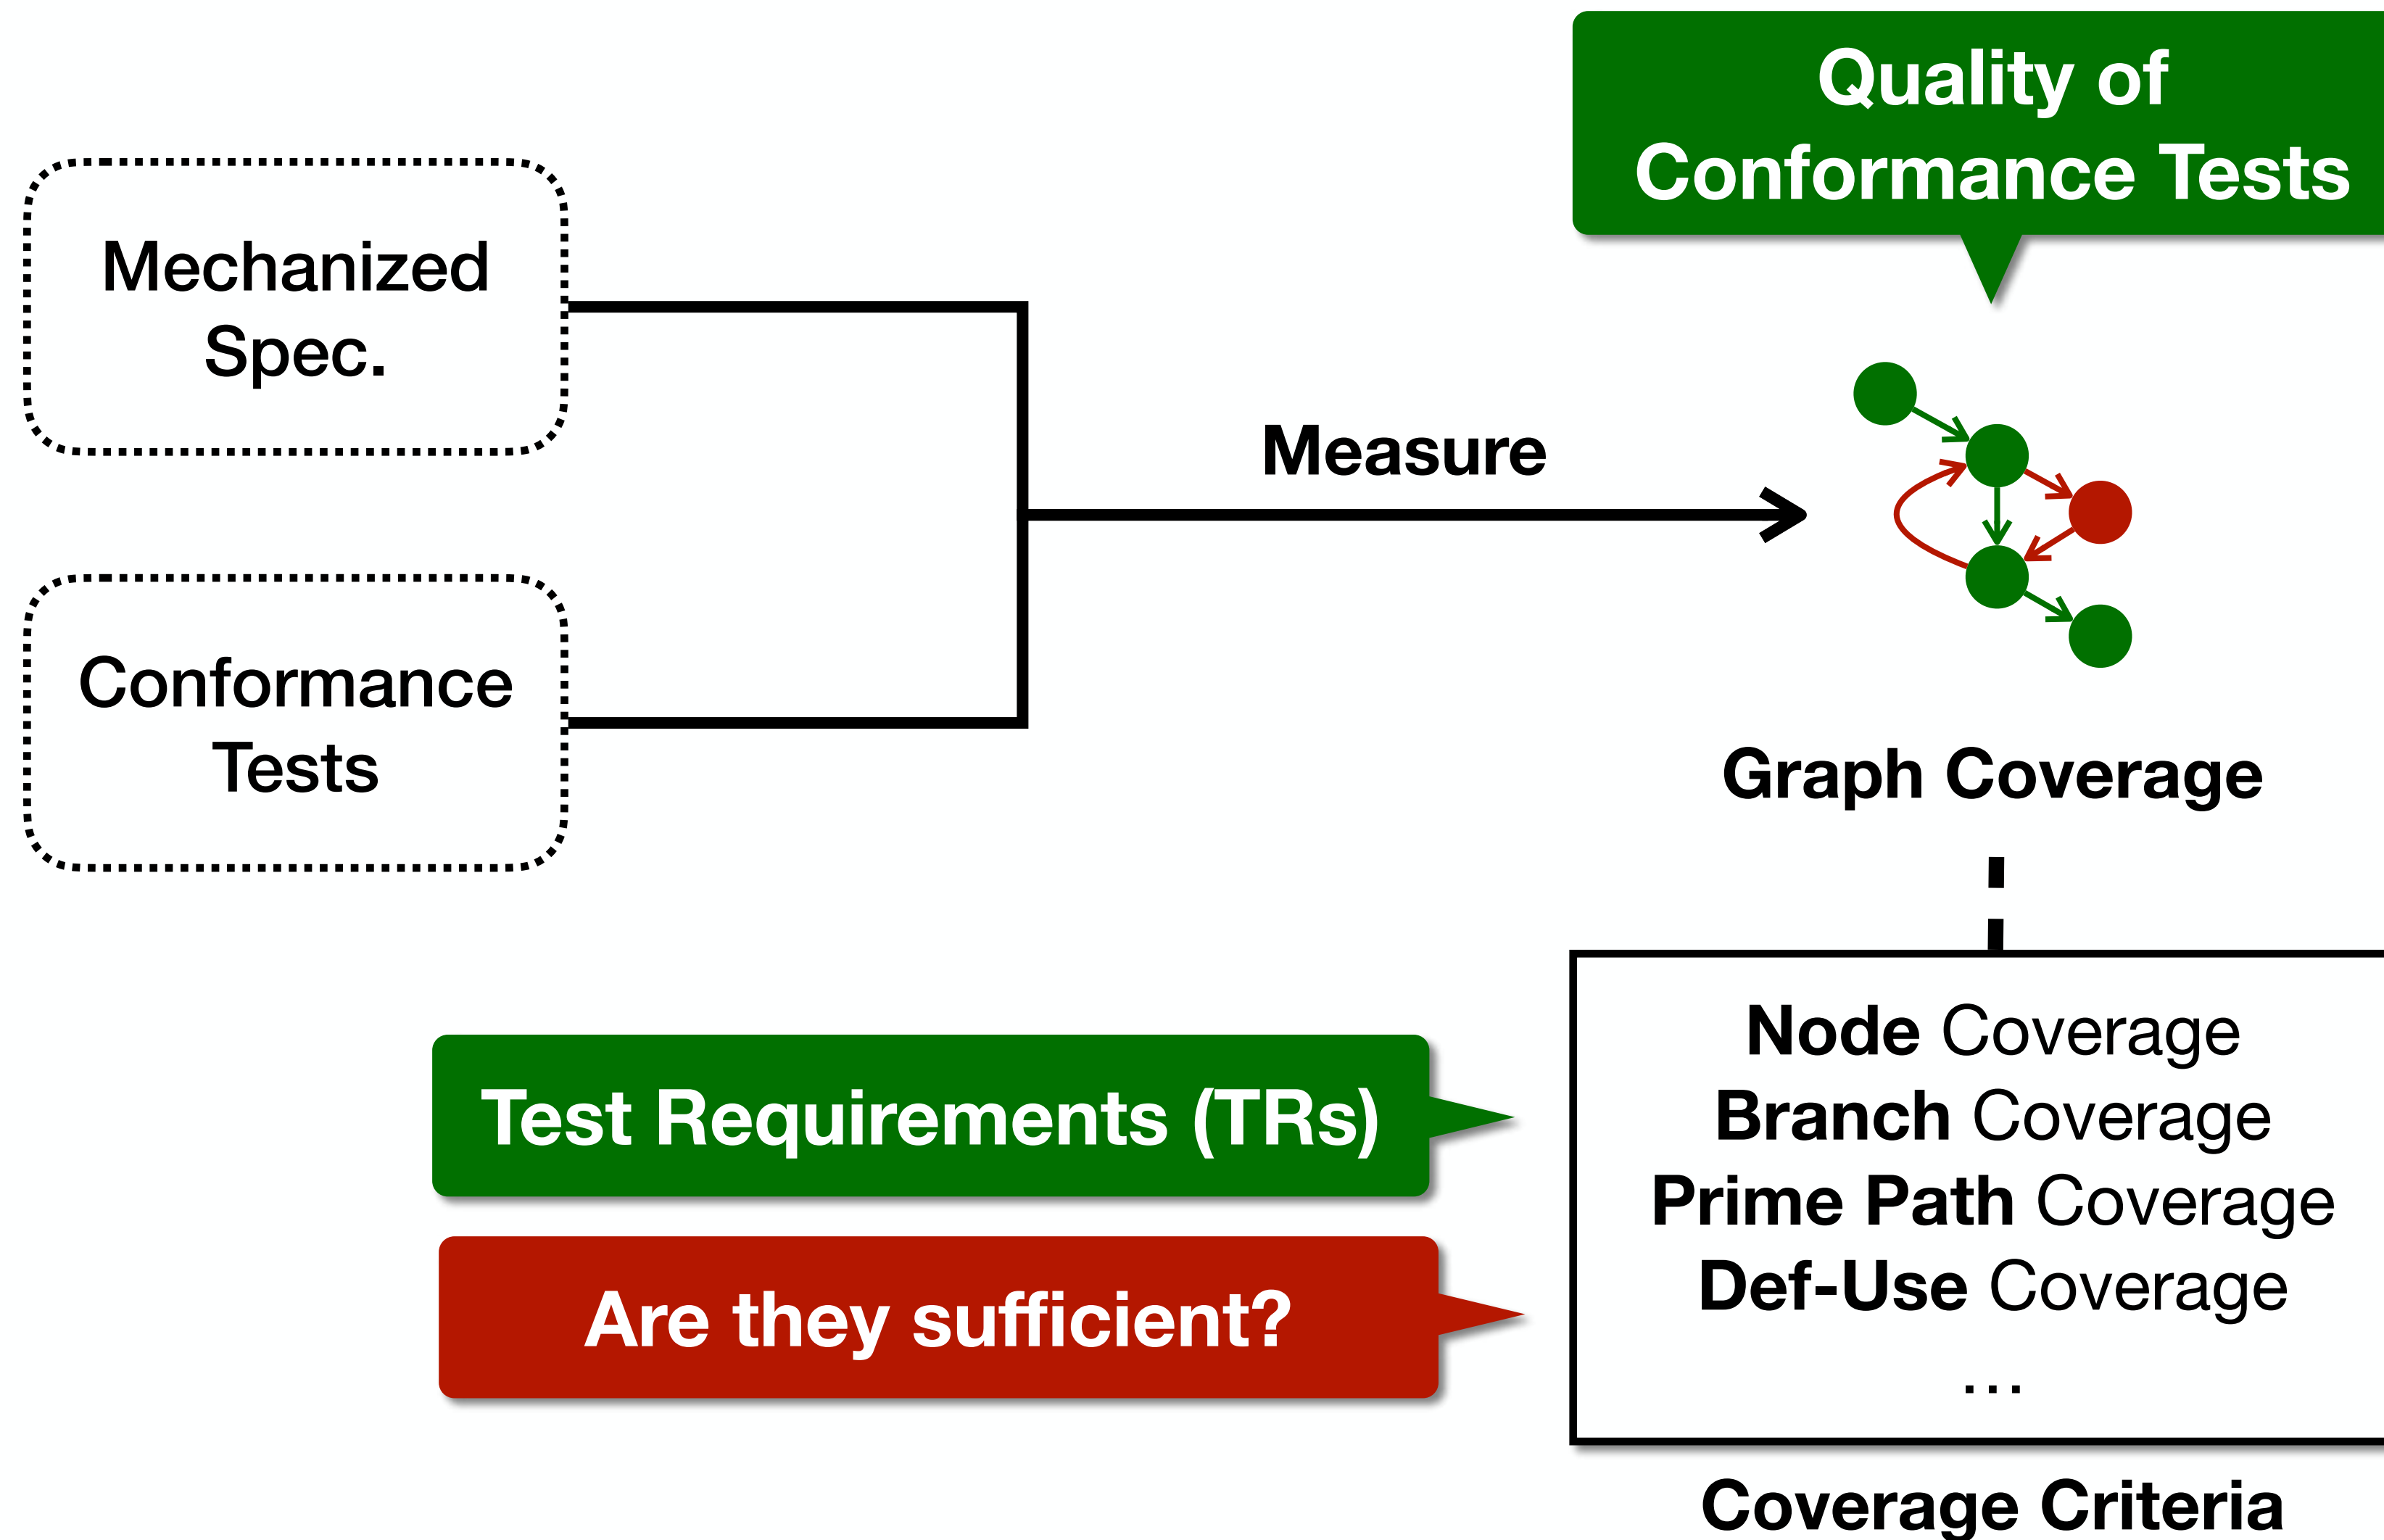 Quality of
Conformance Tests
Mechanized
Spec.
Measure
Conformance
Tests
Graph Coverage
Test Requirements (TRs)
Are they sufficient?
Node Coverage
Branch Coverage
Prime Path Coverage
Def-Use Coverage
...
Coverage Criteria